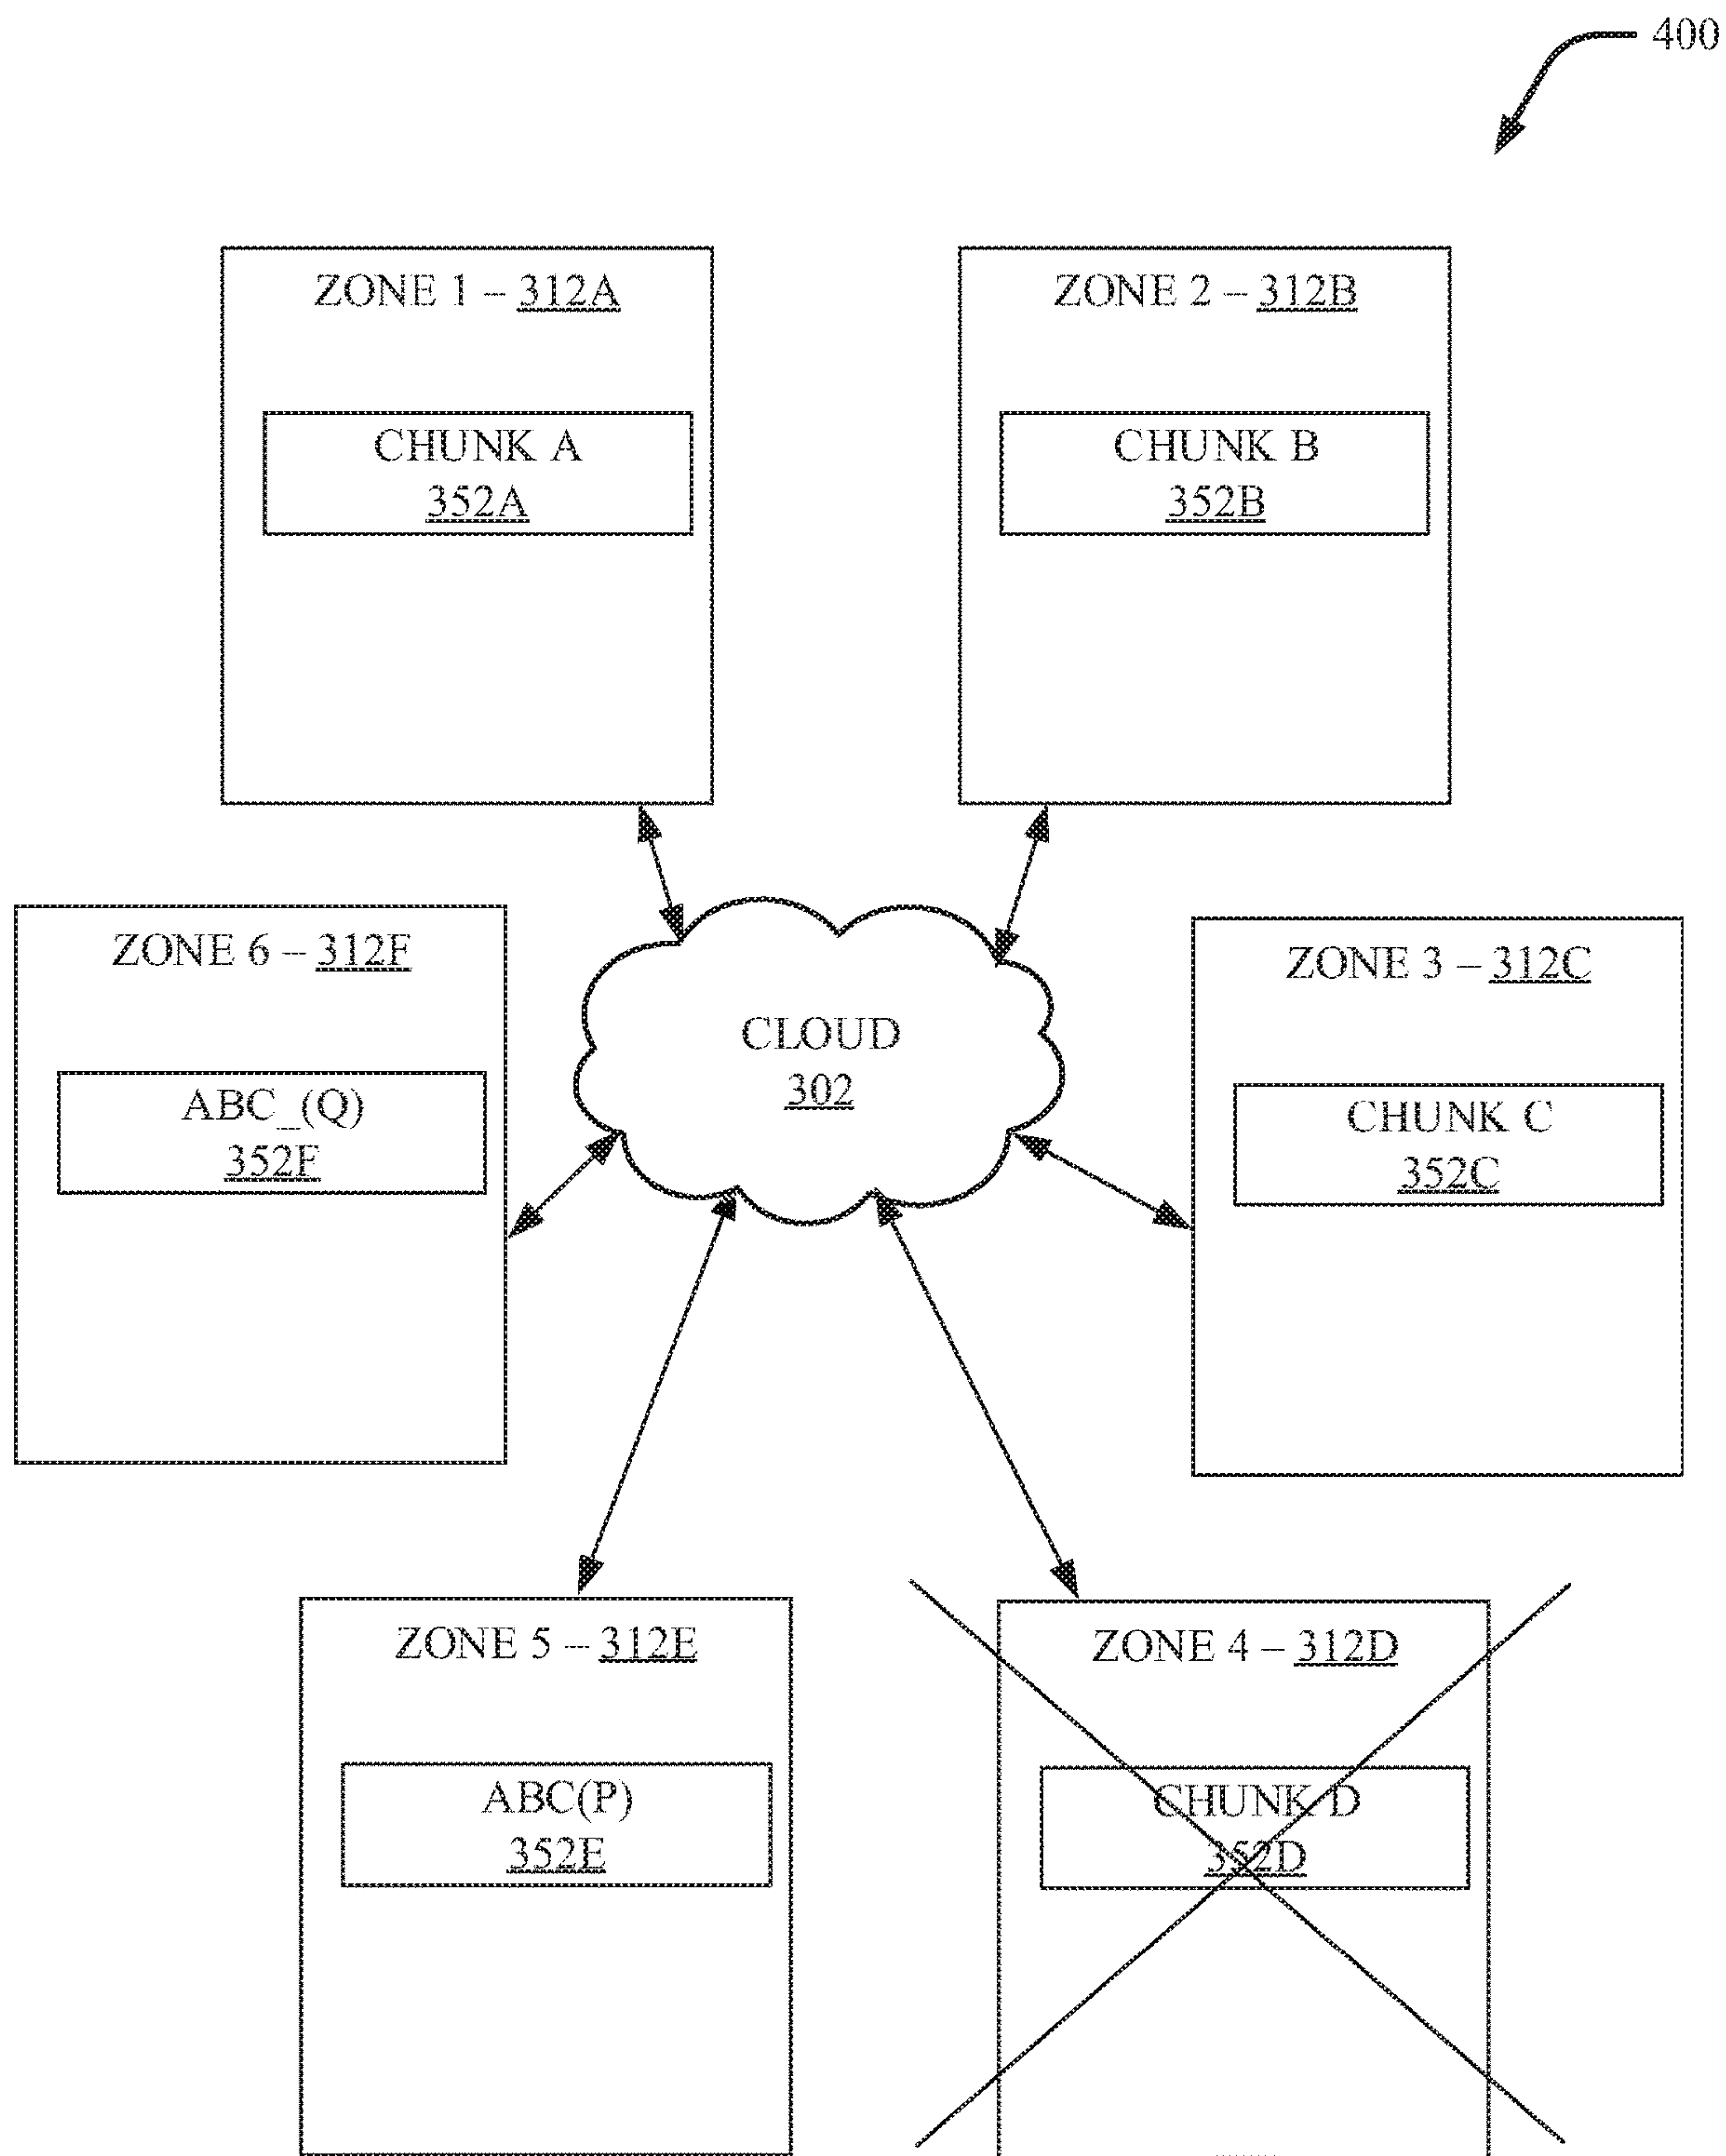 400
ZONE 1 – 312A
CHUNK A
352A
ZONE 2 – 312B
CHUNK B
352B
ZONE 6 – 312F
ABC_(Q)
352F
CLOUD
302
ZONE 3 – 312C
CHUNK C
352C
ZONE 5 – 312E
ABC(P)
352E
ZONE 4 – 312D
CHUNK D
352D